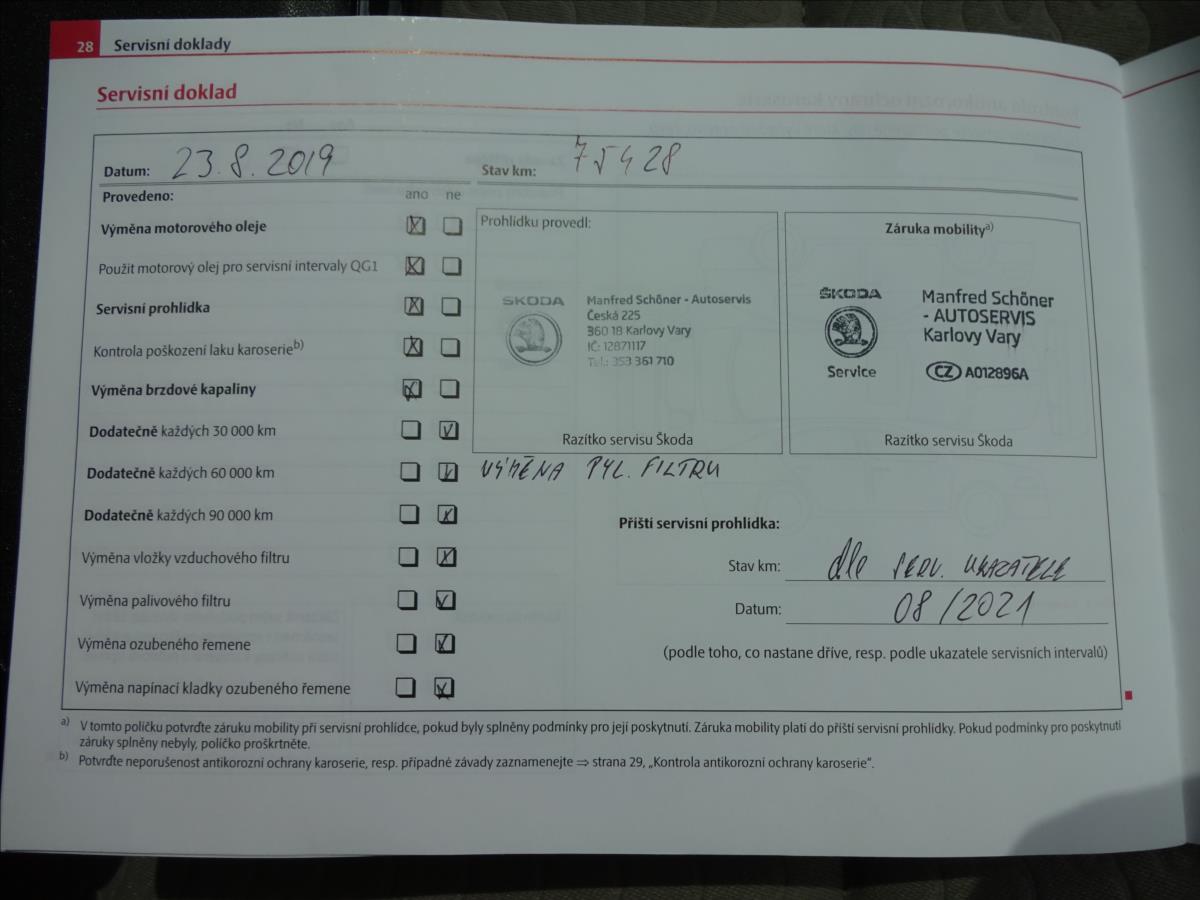 28 Servisní doklady
Servisní doklad
Datum: 23.8.2019 Stav km: 75428
Provedeno: ano ne
Výměna motorového oleje
Použit motorový olej pro servisní intervaly QG1
Servisní prohlídka
Kontrola poškození laku karoserie b)
Výměna brzdové kapaliny
Dodatečně každých 30 000 km
Dodatečně každých 60 000 km
Dodatečně každých 90 000 km
Výměna vložky vzduchového filtru
Výměna palivového filtru
Výměna ozubeného řemene
Výměna napínací kladky ozubeného řemene
Prohlídku provedl:
ŠKODA
Manfred Schöner - Autoservis
Česká 225
360 18 Karlovy Vary
IČ: 12871117
Tel.: 353 361 710
Razítko servisu Škoda
Záruka mobility a)
ŠKODA
Service
Manfred Schöner
- AUTOSERVIS
Karlovy Vary
CZ A012896A
Razítko servisu Škoda
VÝMĚNA PYL. FILTRU
Příští servisní prohlídka:
Stav km: dle SERV. UKAZATELE
Datum: 08/2021
(podle toho, co nastane dříve, resp. podle ukazatele servisních intervalů)
a) V tomto políčku potvrďte záruku mobility při servisní prohlídce, pokud byly splněny podmínky pro její poskytnutí. Záruka mobility platí do příští servisní prohlídky. Pokud podmínky pro poskytnutí
záruky splněny nebyly, políčko proškrtněte.
b) Potvrďte neporušenost antikorozní ochrany karoserie, resp. případné závady zaznamenejte ⇒ strana 29, „Kontrola antikorozní ochrany karoserie“.